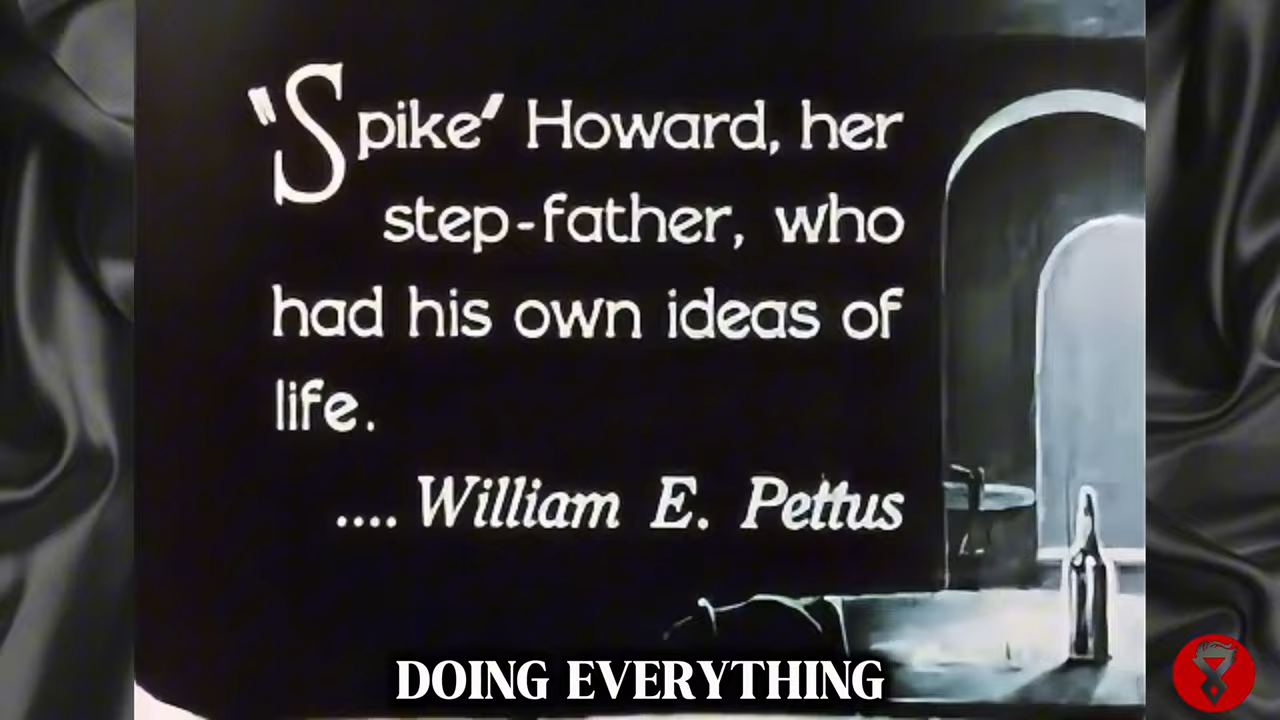 "Spike" Howard, her
step-father, who
had his own ideas of
life.
.... William E. Pettus
DOING EVERYTHING